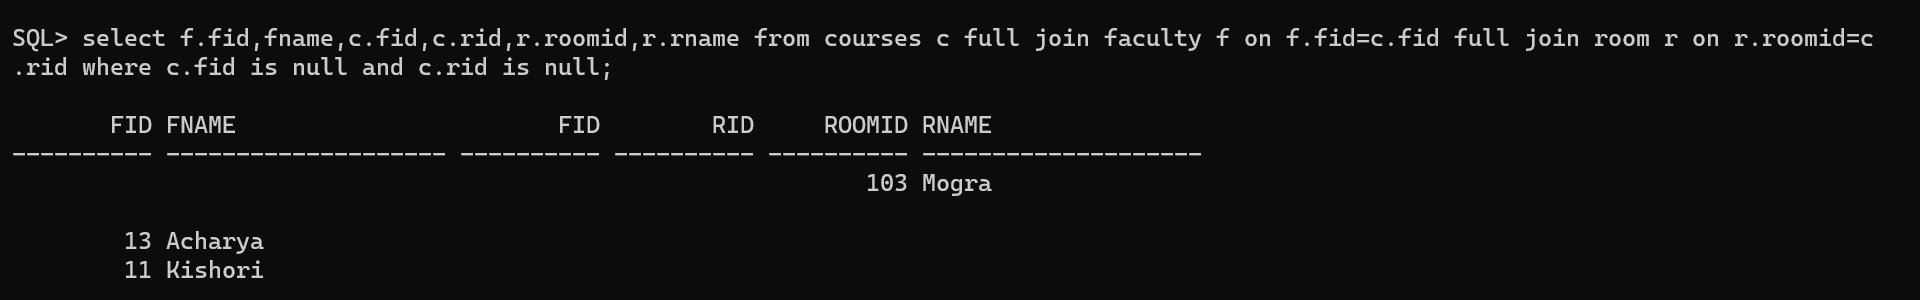 SQL> select f.fid,fname,c.fid,c.rid,r.roomid,r.rname from courses c full join faculty f on f.fid=c.fid full join room r on r.roomid=c
.rid where c.fid is null and c.rid is null;
FID FNAME FID RID ROOMID RNAME
---------- -------------------- ---------- ---------- ---------- --------------------
103 Mogra
13 Acharya
11 Kishori